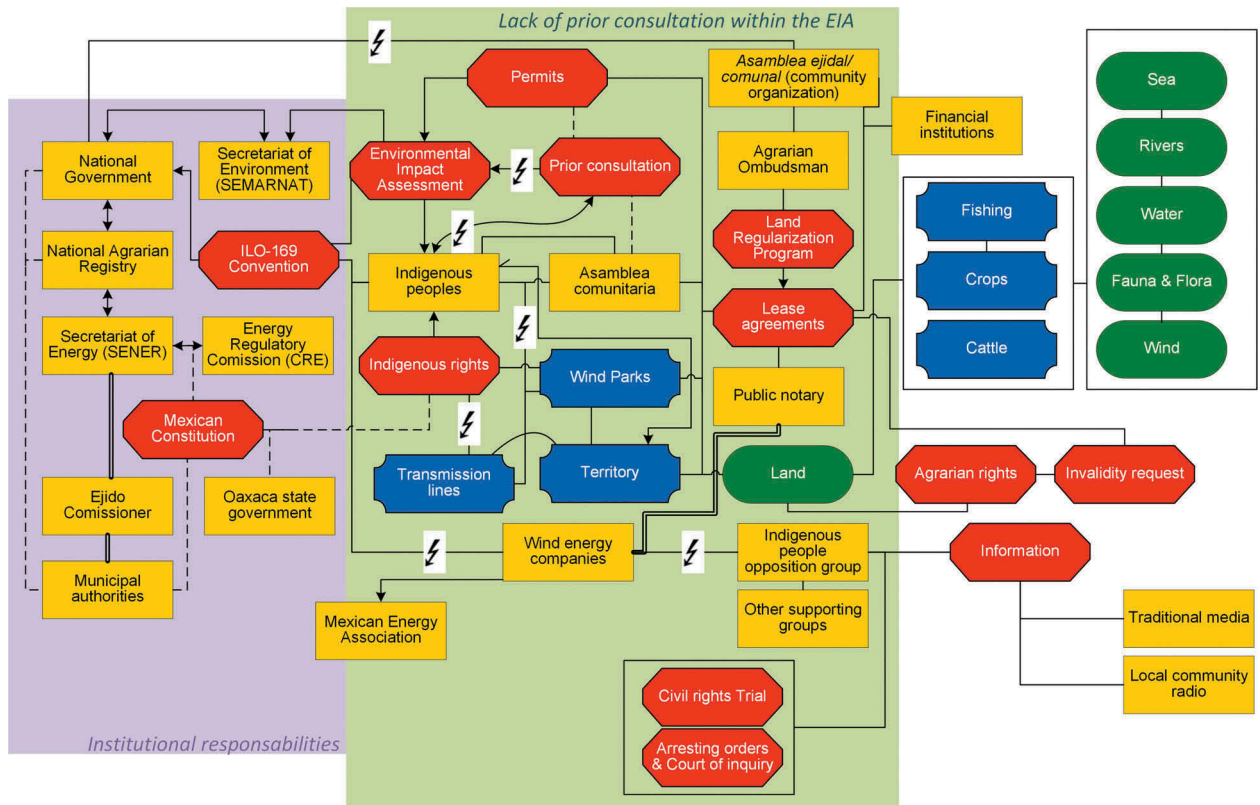 Lack of prior consultation within the EIA
Permits
Asamblea ejidal/
comunal (community
organization)
Sea
Financial
institutions
National
Government
Secretariat of
Environment
(SEMARNAT)
Environmental
Impact
Assessment
Prior consultation
Agrarian
Ombudsman
Rivers
Fishing
Water
National Agrarian
Registry
ILO-169
Convention
Indigenous
peoples
Asamblea
comunitaria
Land
Regularization
Program
Crops
Fauna & Flora
Lease
agreements
Secretariat of
Energy (SENER)
Energy
Regulatory
Comission (CRE)
Indigenous rights
Wind Parks
Cattle
Wind
Public notary
Mexican
Constitution
Transmission
lines
Territory
Land
Agrarian rights
Invalidity request
Ejido
Comissioner
Oaxaca state
government
Wind energy
companies
Indigenous
people
opposition group
Information
Municipal
authorities
Mexican Energy
Association
Other supporting
groups
Traditional media
Local community
radio
Civil rights Trial
Arresting orders
& Court of
inquiry
Institutional responsabilities